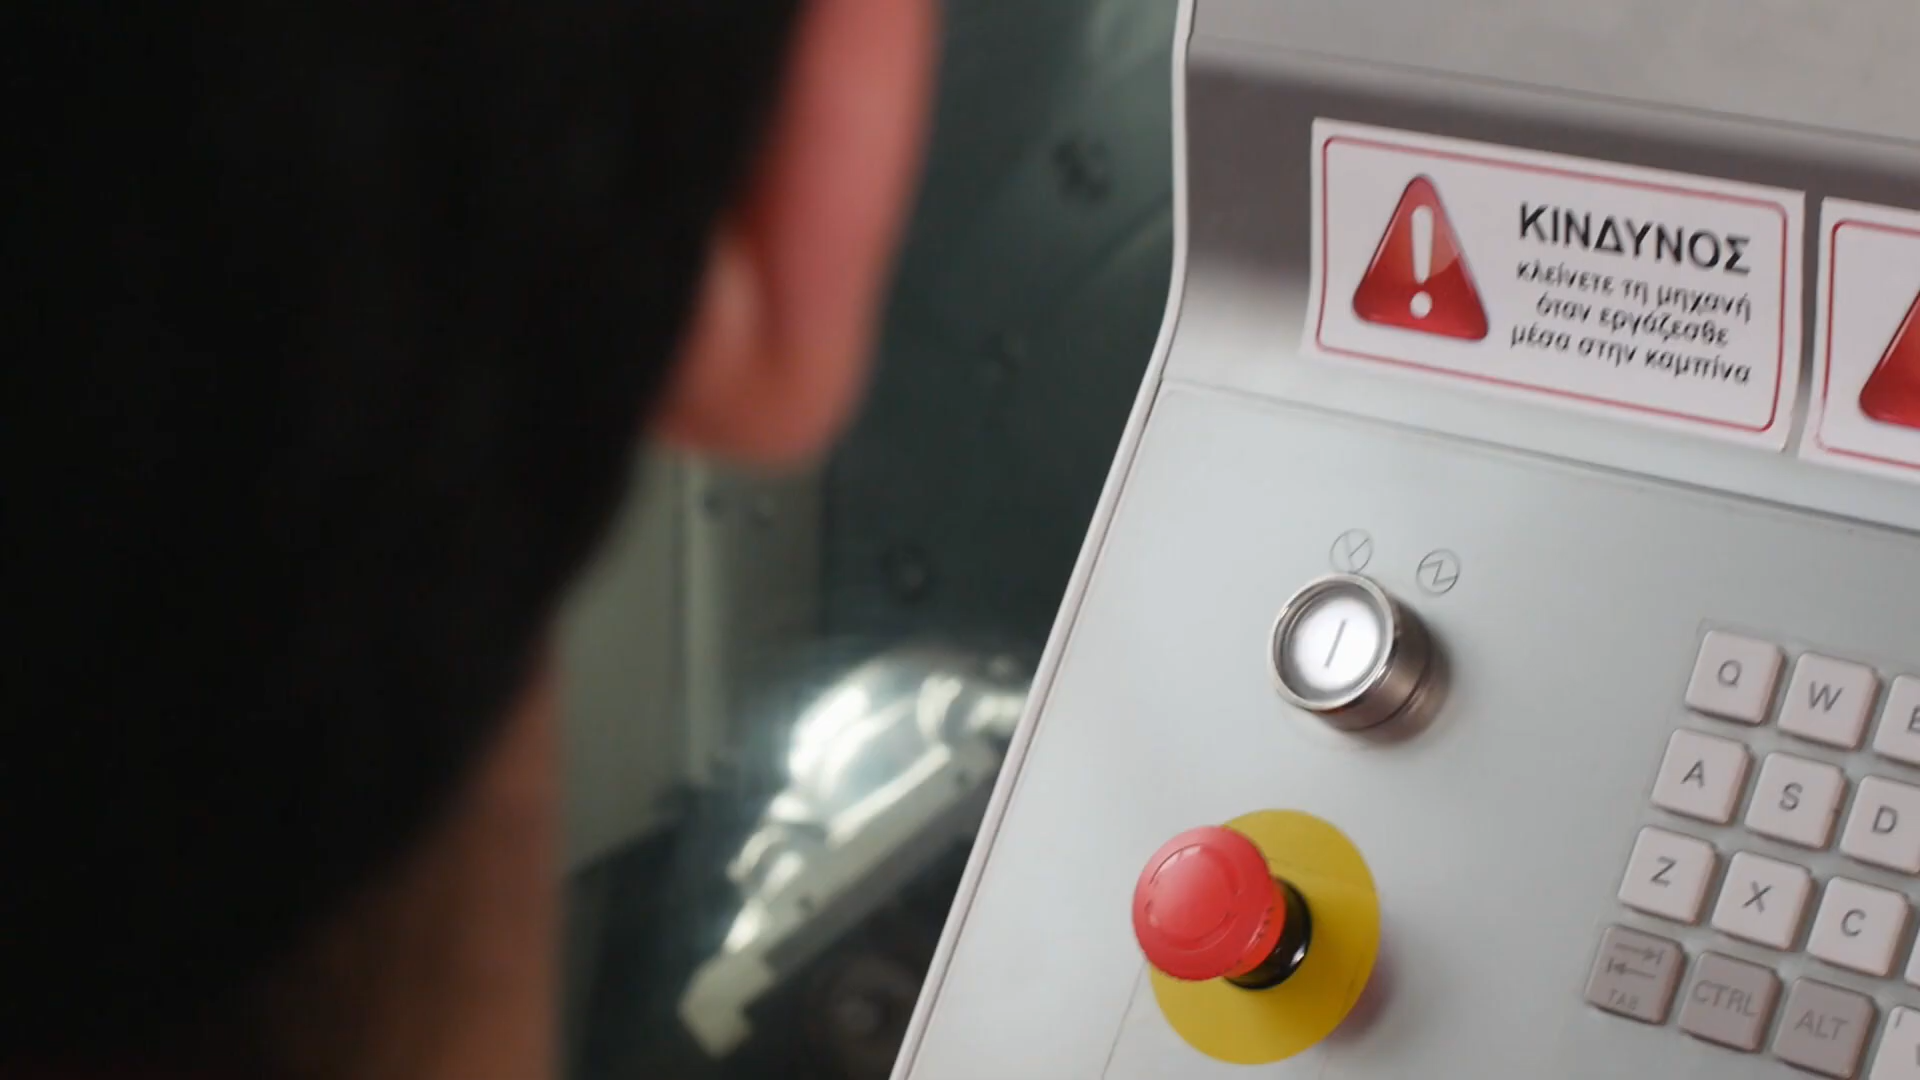 ΚΙΝΔΥΝΟΣ
κλείνετε τη μηχανή
όταν εργάζεσθε
μέσα στην καμπίνα
Q W E
A S D
Z X C
TAB CTRL ALT